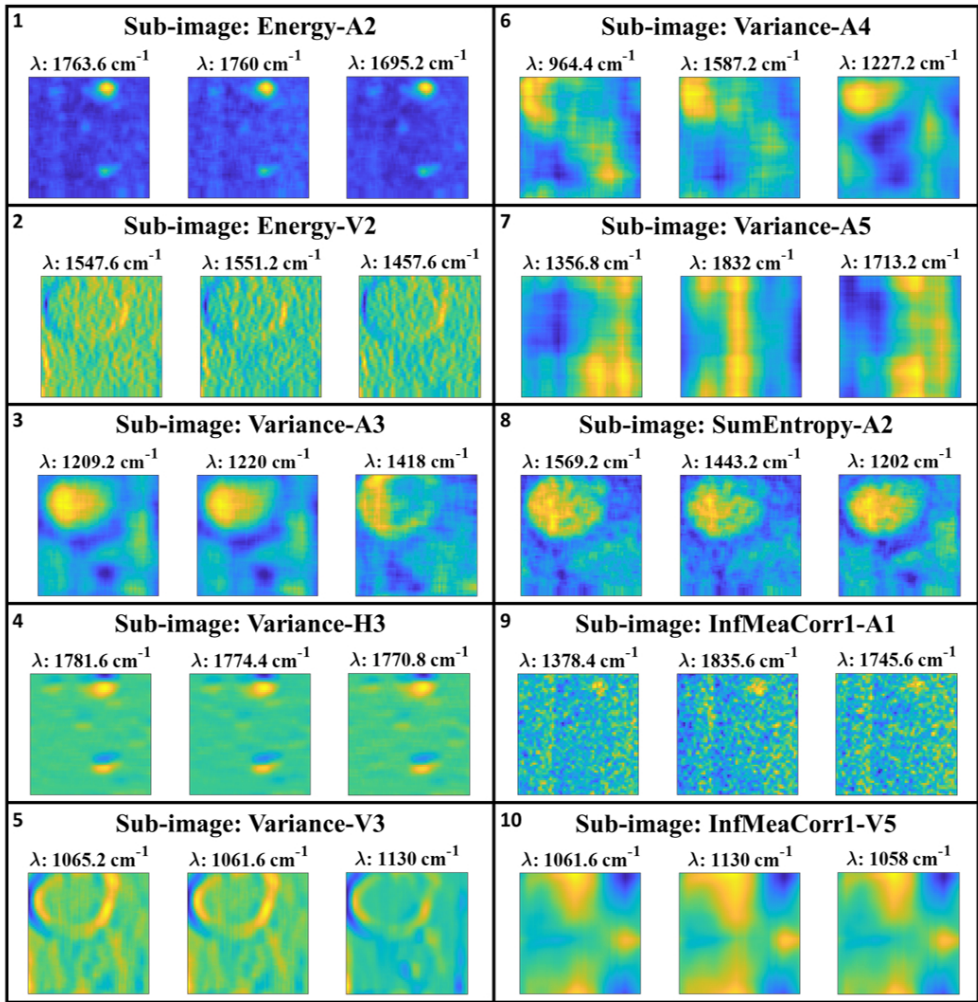 1
Sub-image: Energy-A2
λ: 1763.6 cm⁻¹ λ: 1760 cm⁻¹ λ: 1695.2 cm⁻¹
2
Sub-image: Energy-V2
λ: 1547.6 cm⁻¹ λ: 1551.2 cm⁻¹ λ: 1457.6 cm⁻¹
3
Sub-image: Variance-A3
λ: 1209.2 cm⁻¹ λ: 1220 cm⁻¹ λ: 1418 cm⁻¹
4
Sub-image: Variance-H3
λ: 1781.6 cm⁻¹ λ: 1774.4 cm⁻¹ λ: 1770.8 cm⁻¹
5
Sub-image: Variance-V3
λ: 1065.2 cm⁻¹ λ: 1061.6 cm⁻¹ λ: 1130 cm⁻¹
6
Sub-image: Variance-A4
λ: 964.4 cm⁻¹ λ: 1587.2 cm⁻¹ λ: 1227.2 cm⁻¹
7
Sub-image: Variance-A5
λ: 1356.8 cm⁻¹ λ: 1832 cm⁻¹ λ: 1713.2 cm⁻¹
8
Sub-image: SumEntropy-A2
λ: 1569.2 cm⁻¹ λ: 1443.2 cm⁻¹ λ: 1202 cm⁻¹
9
Sub-image: InfMeaCorr1-A1
λ: 1378.4 cm⁻¹ λ: 1835.6 cm⁻¹ λ: 1745.6 cm⁻¹
10
Sub-image: InfMeaCorr1-V5
λ: 1061.6 cm⁻¹ λ: 1130 cm⁻¹ λ: 1058 cm⁻¹